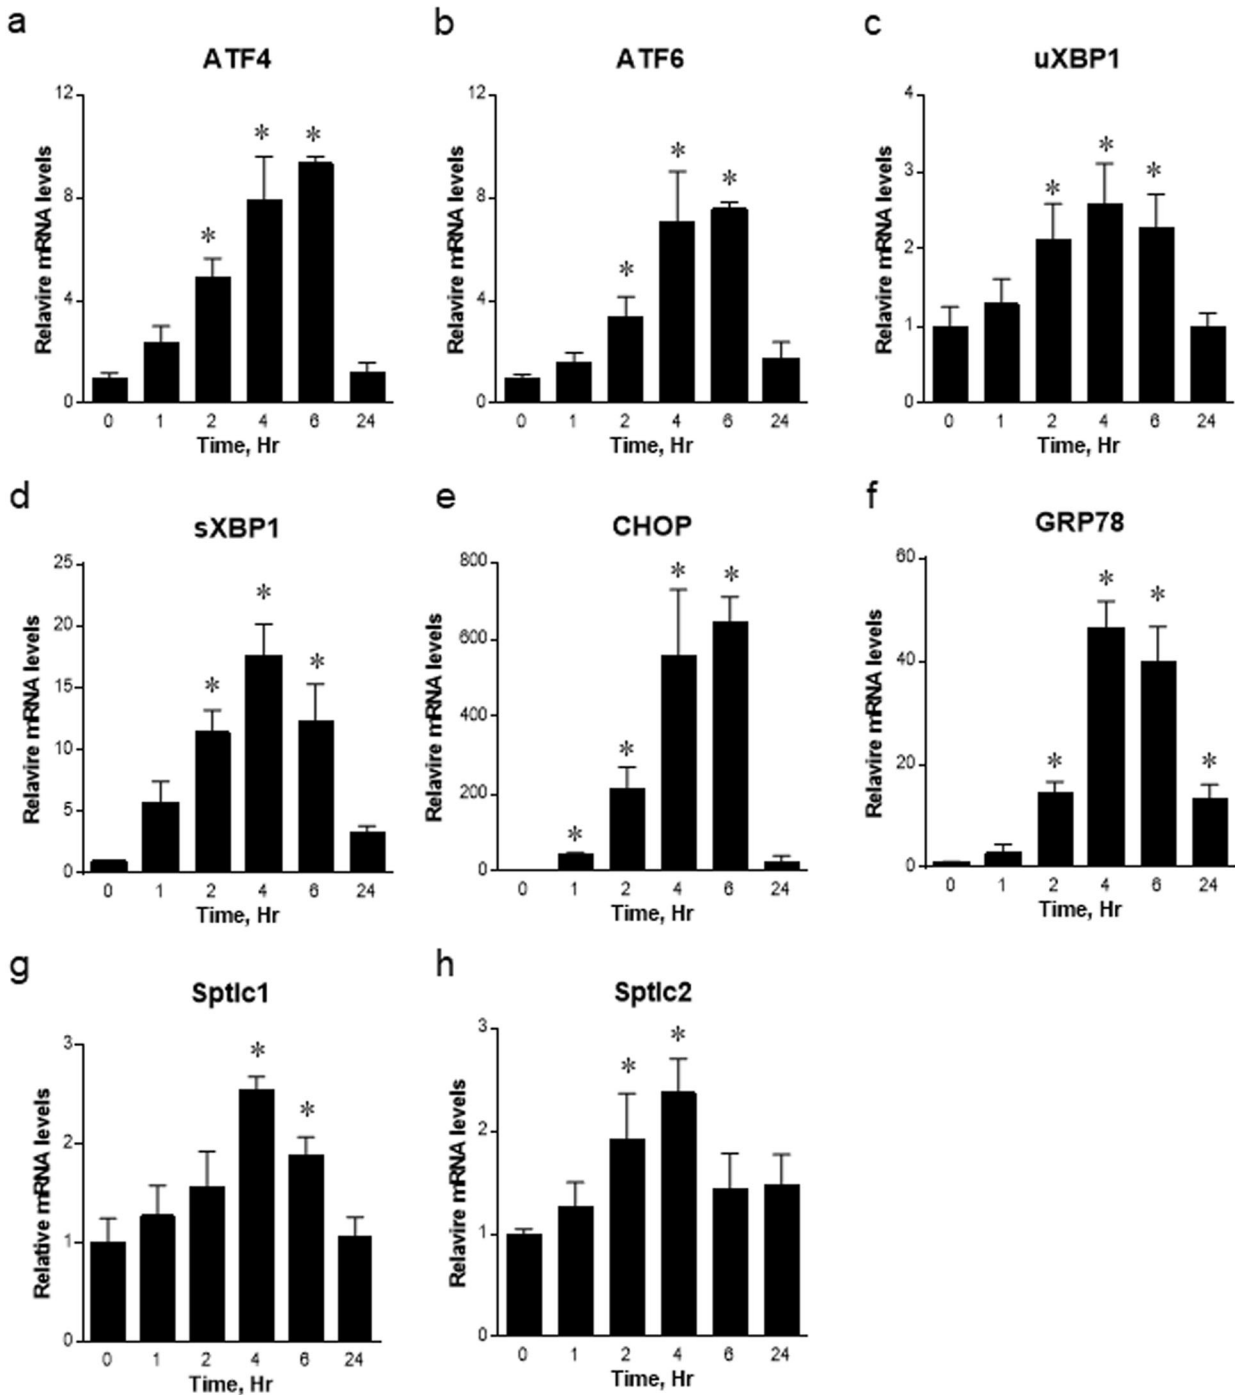 a
ATF4
Relavire mRNA levels
12
8
4
0
* * *
0 1 2 4 6 24
Time, Hr
b
ATF6
Relavire mRNA levels
12
8
4
0
* * *
0 1 2 4 6 24
Time, Hr
c
uXBP1
Relavire mRNA levels
4
3
2
1
0
* * *
0 1 2 4 6 24
Time, Hr
d
sXBP1
Relavire mRNA levels
25
20
15
10
5
0
* * *
0 1 2 4 6 24
Time, Hr
e
CHOP
Relavire mRNA levels
800
600
400
200
0
* * * *
0 1 2 4 6 24
Time, Hr
f
GRP78
Relavire mRNA levels
60
40
20
0
* * * *
0 1 2 4 6 24
Time, Hr
g
Sptlc1
Relative mRNA levels
3
2
1
0
* *
0 1 2 4 6 24
Time, Hr
h
Sptlc2
Relavire mRNA levels
3
2
1
0
* *
0 1 2 4 6 24
Time, Hr